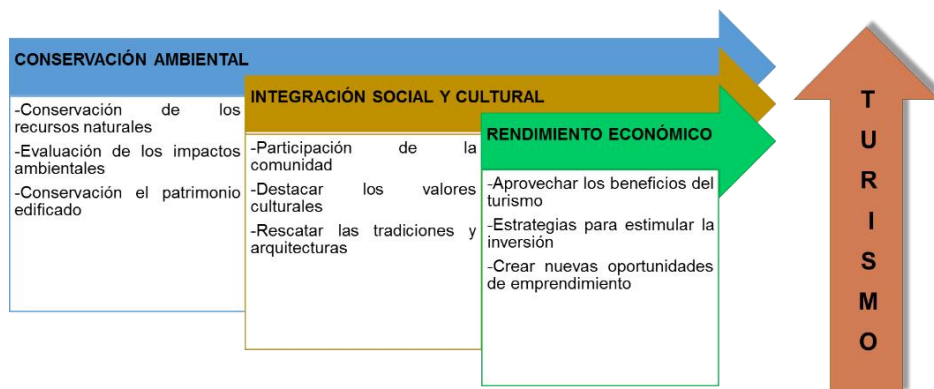 CONSERVACIÓN AMBIENTAL
-Conservación de los
recursos naturales
-Evaluación de los impactos
ambientales
-Conservación el patrimonio
edificado
INTEGRACIÓN SOCIAL Y CULTURAL
-Participación de la
comunidad
-Destacar los valores
culturales
-Rescatar las tradiciones y
arquitecturas
RENDIMIENTO ECONÓMICO
-Aprovechar los beneficios del
turismo
-Estrategias para estimular la
inversión
-Crear nuevas oportunidades
de emprendimiento
T
U
R
I
S
M
O